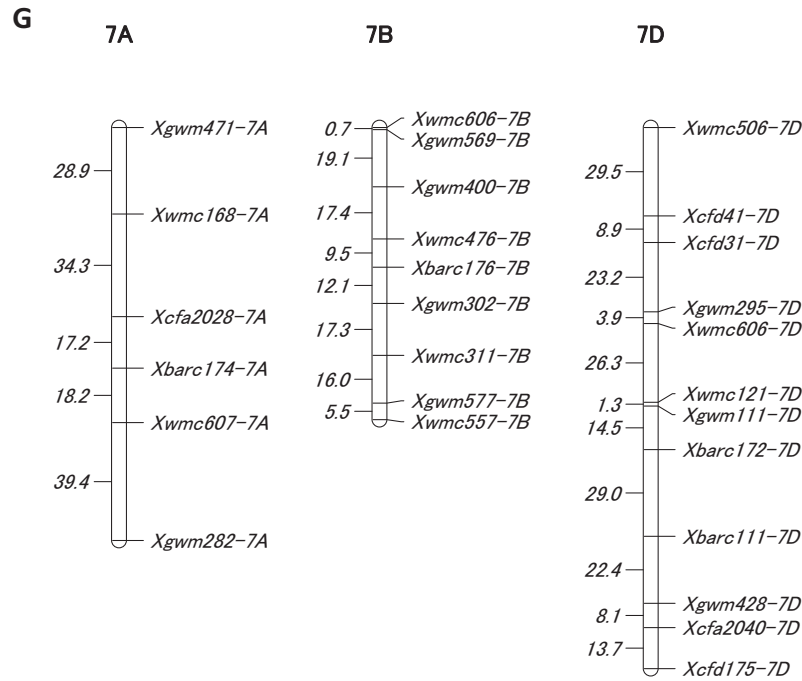 G
7A
7B
7D
28.9
34.3
17.2
18.2
39.4
Xgwm471-7A
Xwmc168-7A
Xcfa2028-7A
Xbarc174-7A
Xwmc607-7A
Xgwm282-7A
0.7
19.1
17.4
9.5
12.1
17.3
16.0
5.5
Xwmc606-7B
Xgwm569-7B
Xgwm400-7B
Xwmc476-7B
Xbarc176-7B
Xgwm302-7B
Xwmc311-7B
Xgwm577-7B
Xwmc557-7B
29.5
8.9
23.2
3.9
26.3
1.3
14.5
29.0
22.4
8.1
13.7
Xwmc506-7D
Xcfd41-7D
Xcfd31-7D
Xgwm295-7D
Xwmc606-7D
Xwmc121-7D
Xgwm111-7D
Xbarc172-7D
Xbarc111-7D
Xgwm428-7D
Xcfa2040-7D
Xcfd175-7D